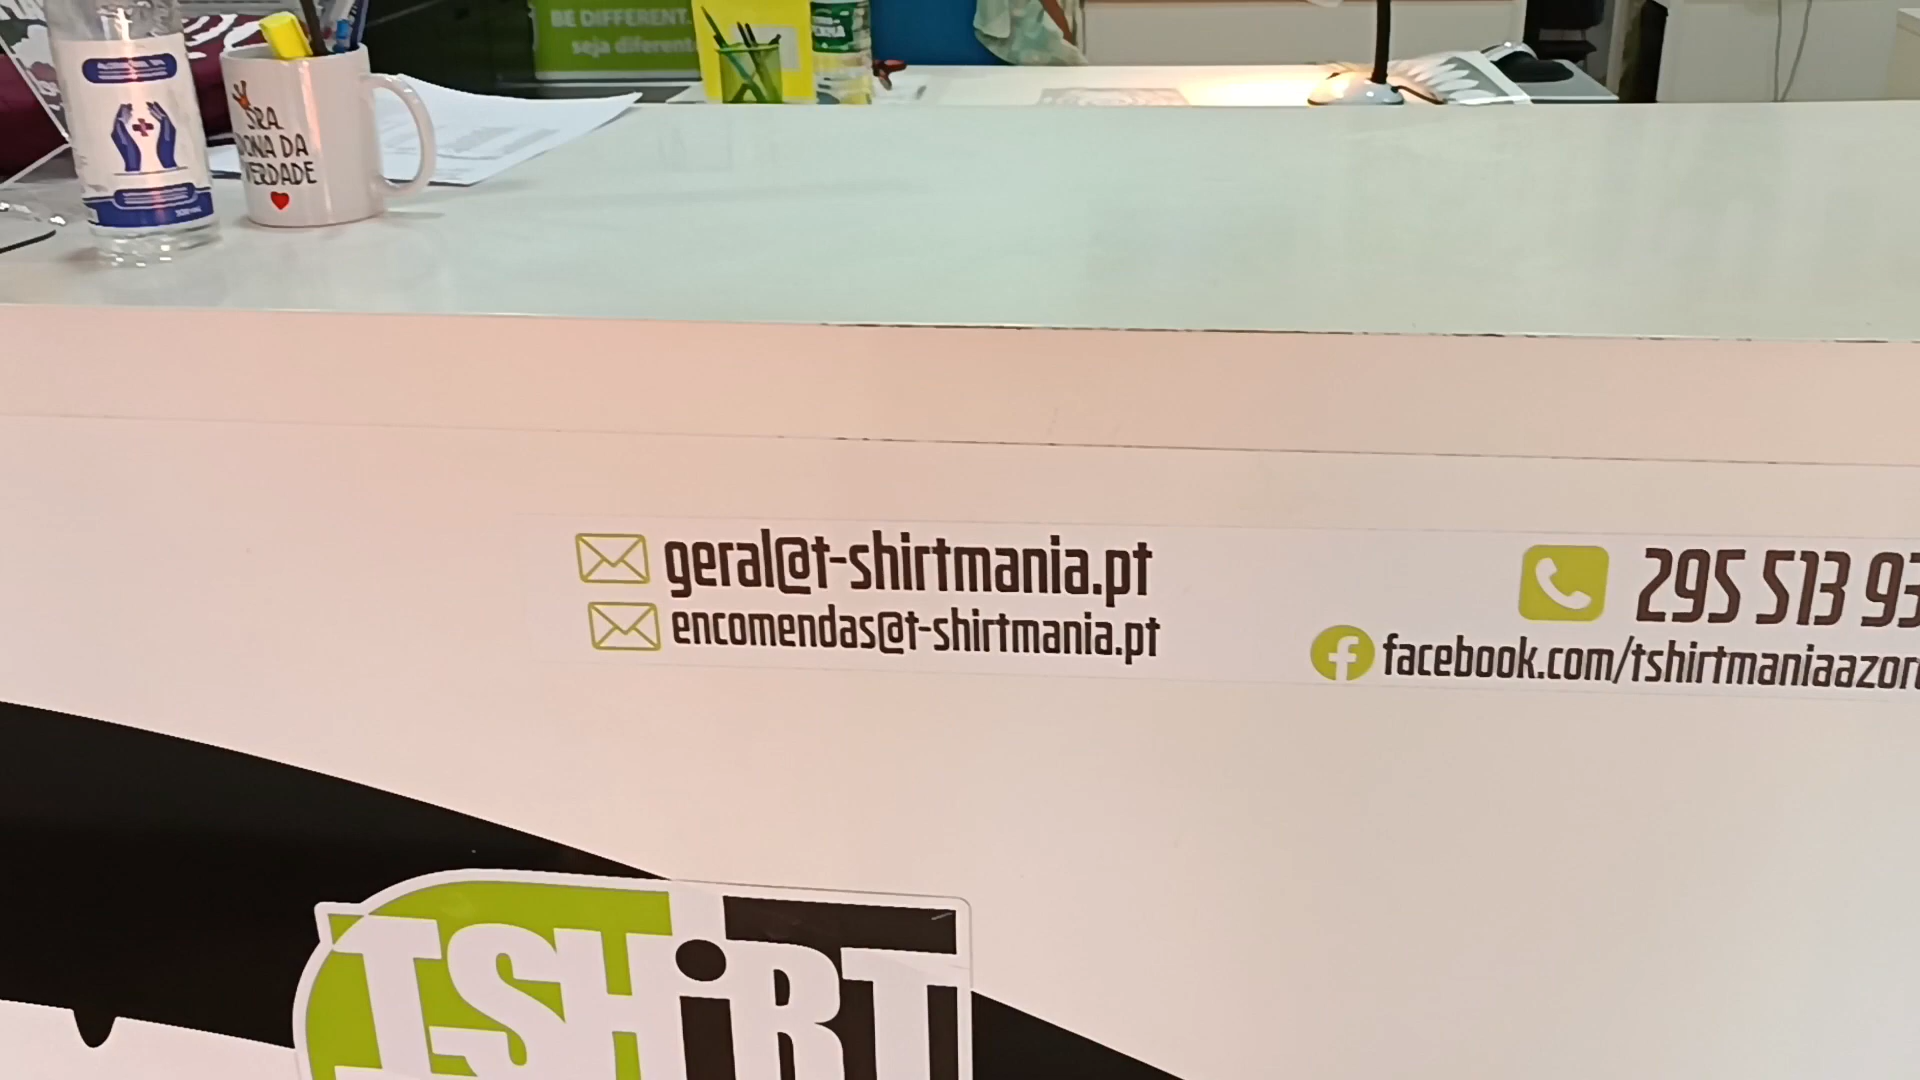 BE DIFFERENT.
seja diferent
SRA.
DONA DA
VERDADE
geral@t-shirtmania.pt
encomendas@t-shirtmania.pt
295 513 93
facebook.com/tshirtmaniaazor
TSHiRT